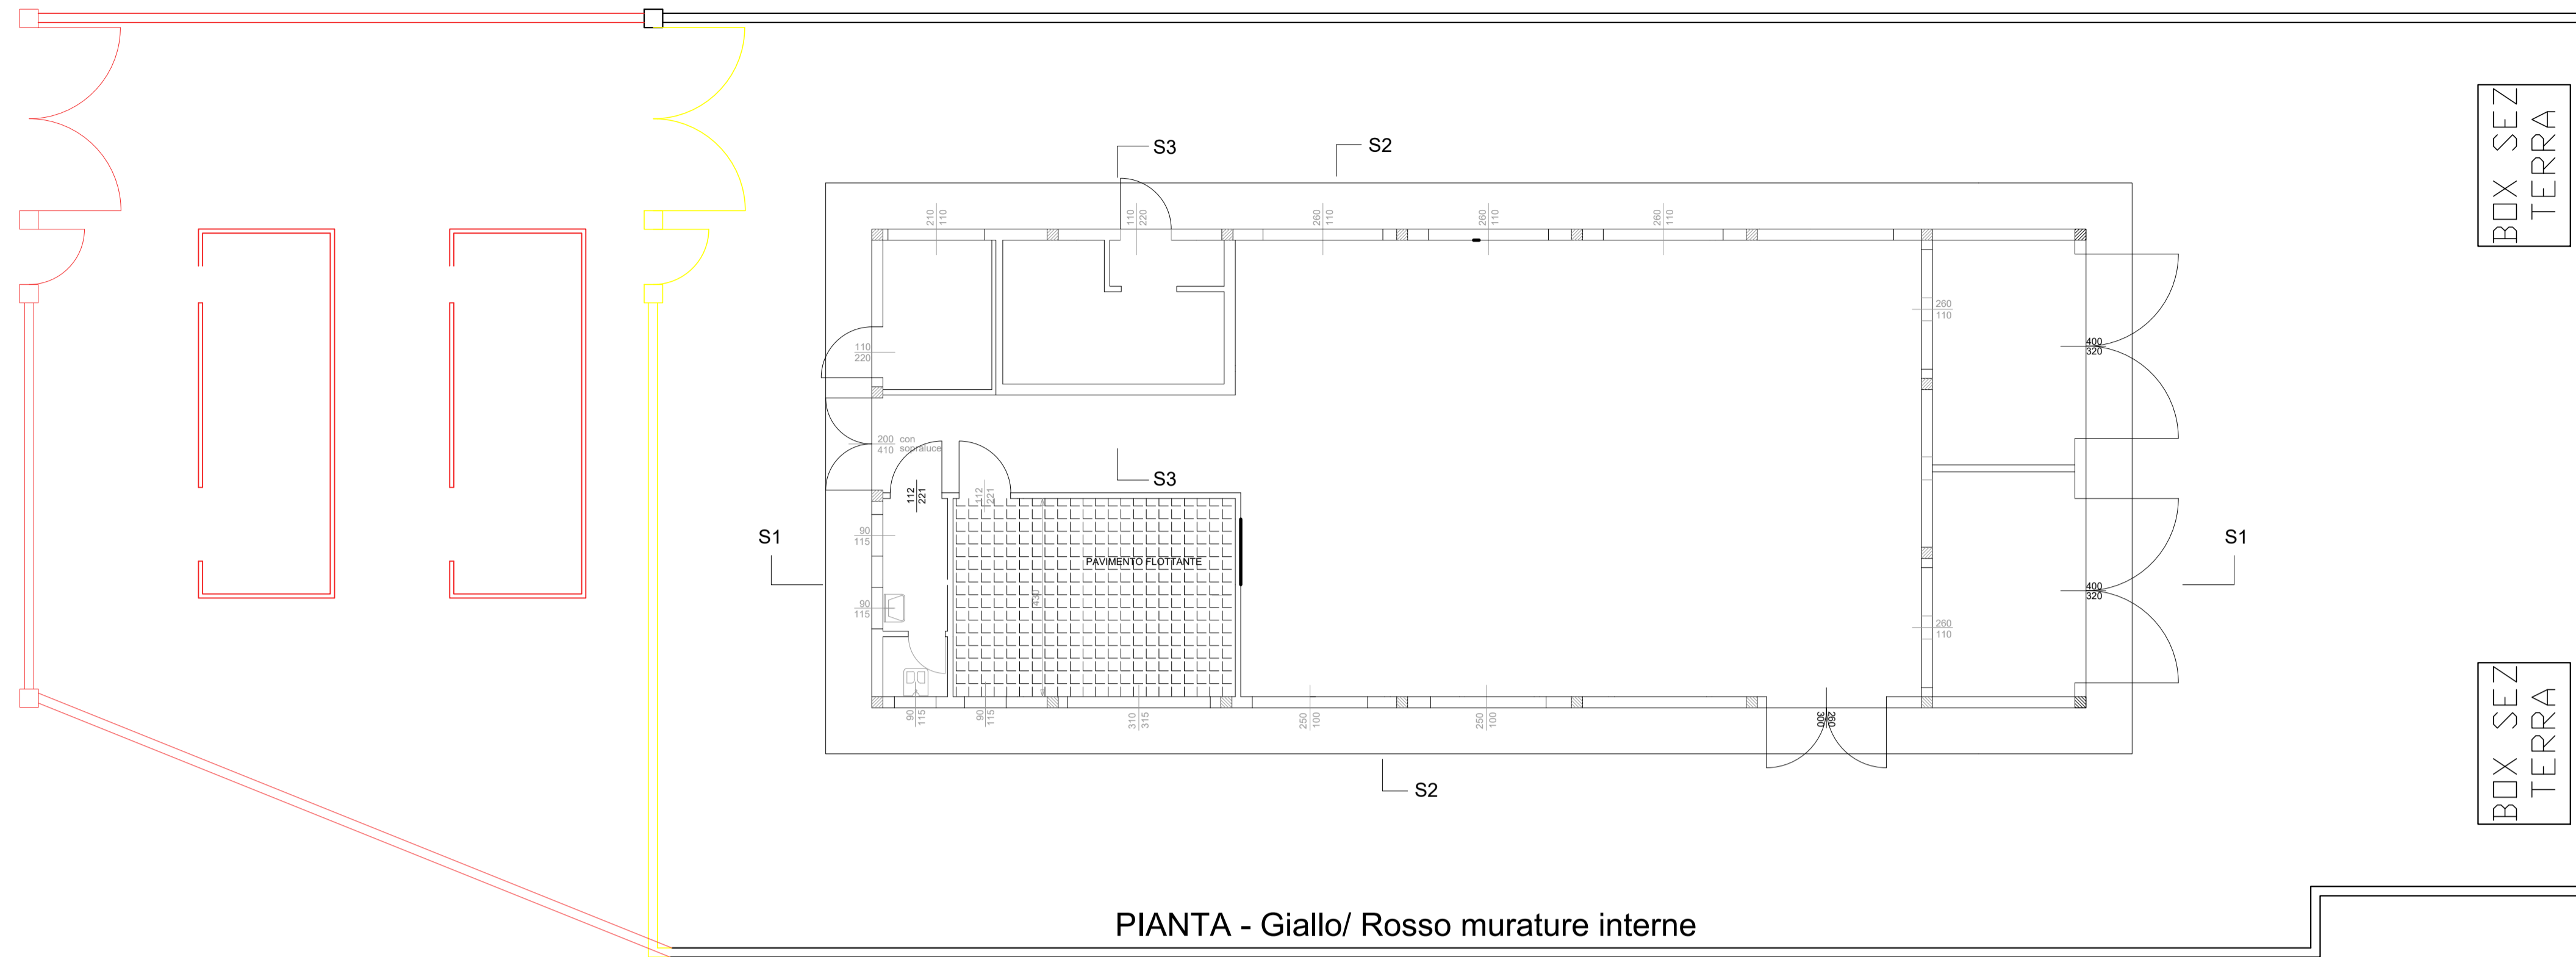 BOX SEZ
TERRA
S3
S2
210
110
110
220
260
110
260
110
260
110
260
110
110
220
400
320
200 con
410 sopraluce
S3
112
221
112
221
S1
90
115
PAVIMENTO FLOTTANTE
S1
430
90
115
400
320
260
110
90
115
90
115
310
315
250
100
250
100
300
260
BOX SEZ
TERRA
S2
PIANTA - Giallo/ Rosso murature interne